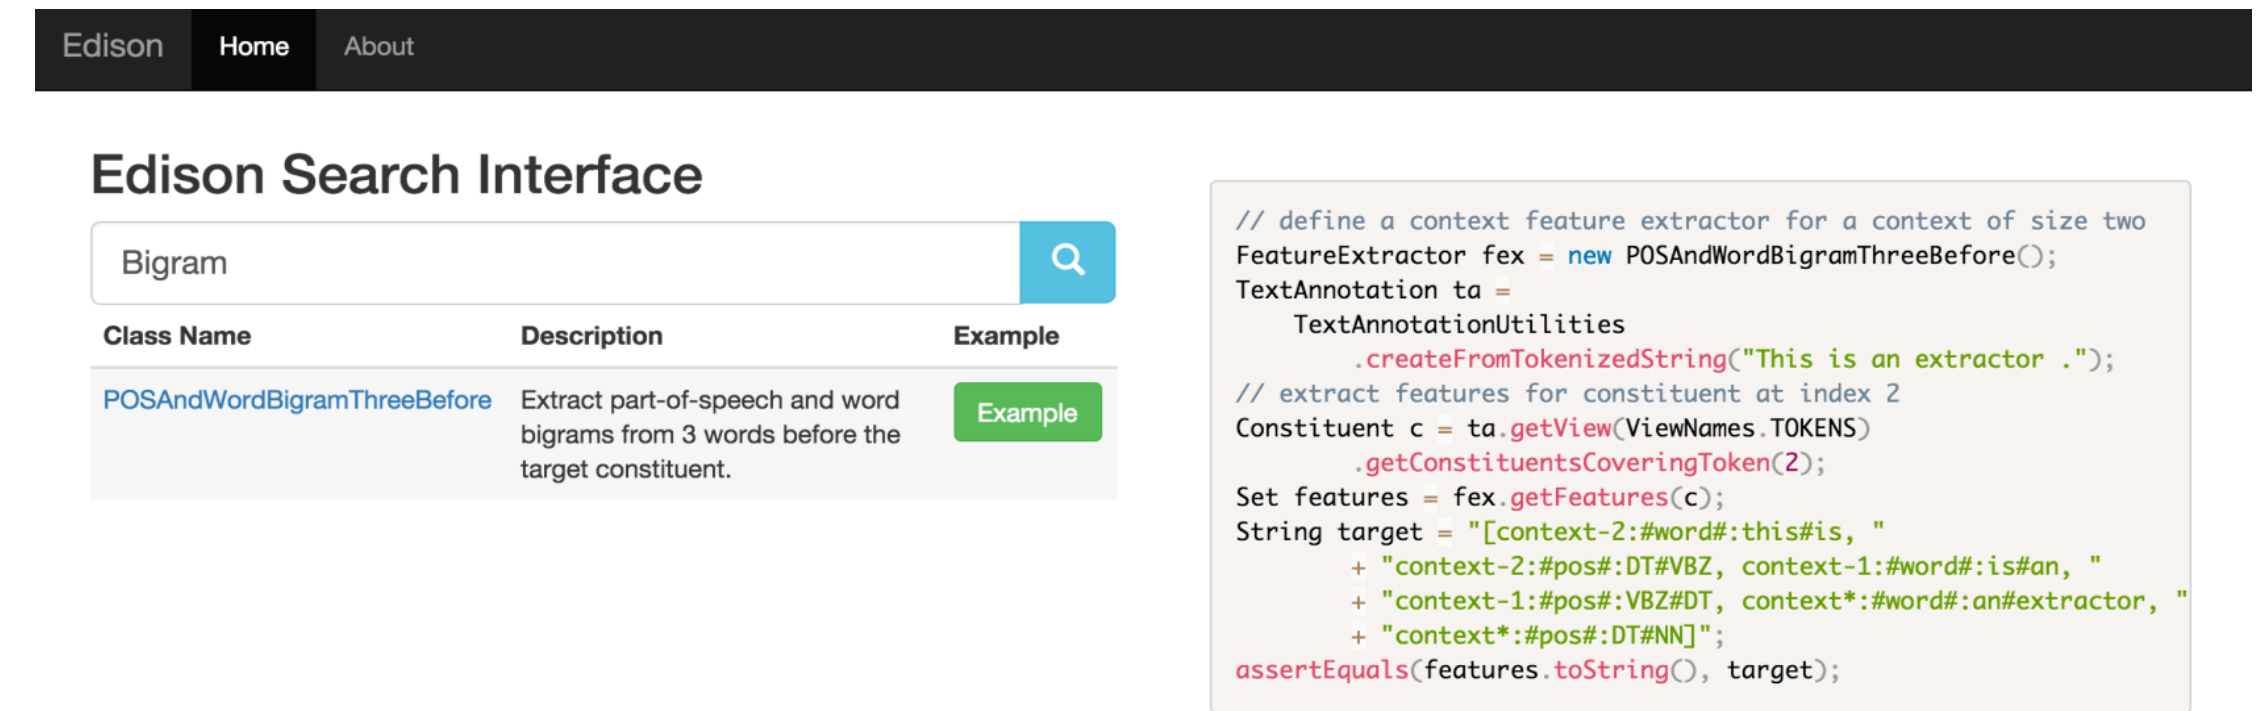 Edison Home About
Edison Search Interface
Bigram
Class Name Description Example
POSAndWordBigramThreeBefore Extract part-of-speech and word
bigrams from 3 words before the
target constituent.
Example
// define a context feature extractor for a context of size two
FeatureExtractor fex = new POSAndWordBigramThreeBefore();
TextAnnotation ta =
    TextAnnotationUtilities
        .createFromTokenizedString("This is an extractor .");
// extract features for constituent at index 2
Constituent c = ta.getView(ViewNames.TOKENS)
        .getConstituentsCoveringToken(2);
Set features = fex.getFeatures(c);
String target = "[context-2:#word#:this#is, "
        + "context-2:#pos#:DT#VBZ, context-1:#word#:is#an, "
        + "context-1:#pos#:VBZ#DT, context*:#word#:an#extractor, "
        + "context*:#pos#:DT#NN]";
assertEquals(features.toString(), target);